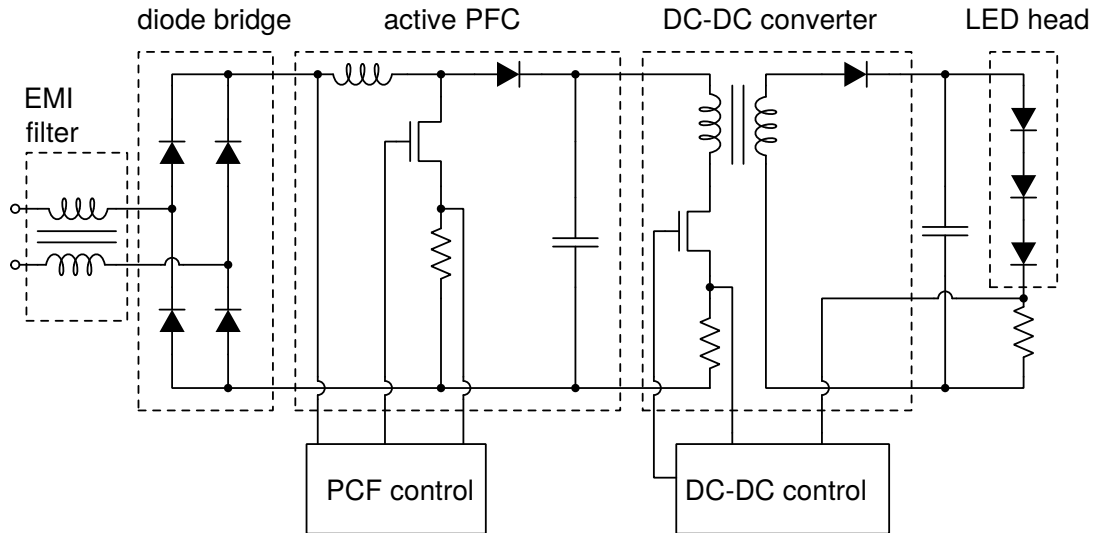 diode bridge
active PFC
DC-DC converter
LED head
EMI
filter
PCF control
DC-DC control